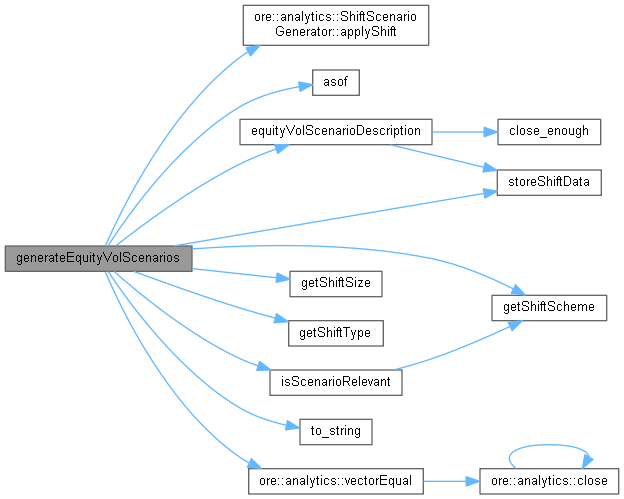 ore::analytics::ShiftScenario
Generator::applyShift
asof
equityVolScenarioDescription
close_enough
storeShiftData
generateEquityVolScenarios
getShiftSize
getShiftScheme
getShiftType
isScenarioRelevant
to_string
ore::analytics::vectorEqual
ore::analytics::close